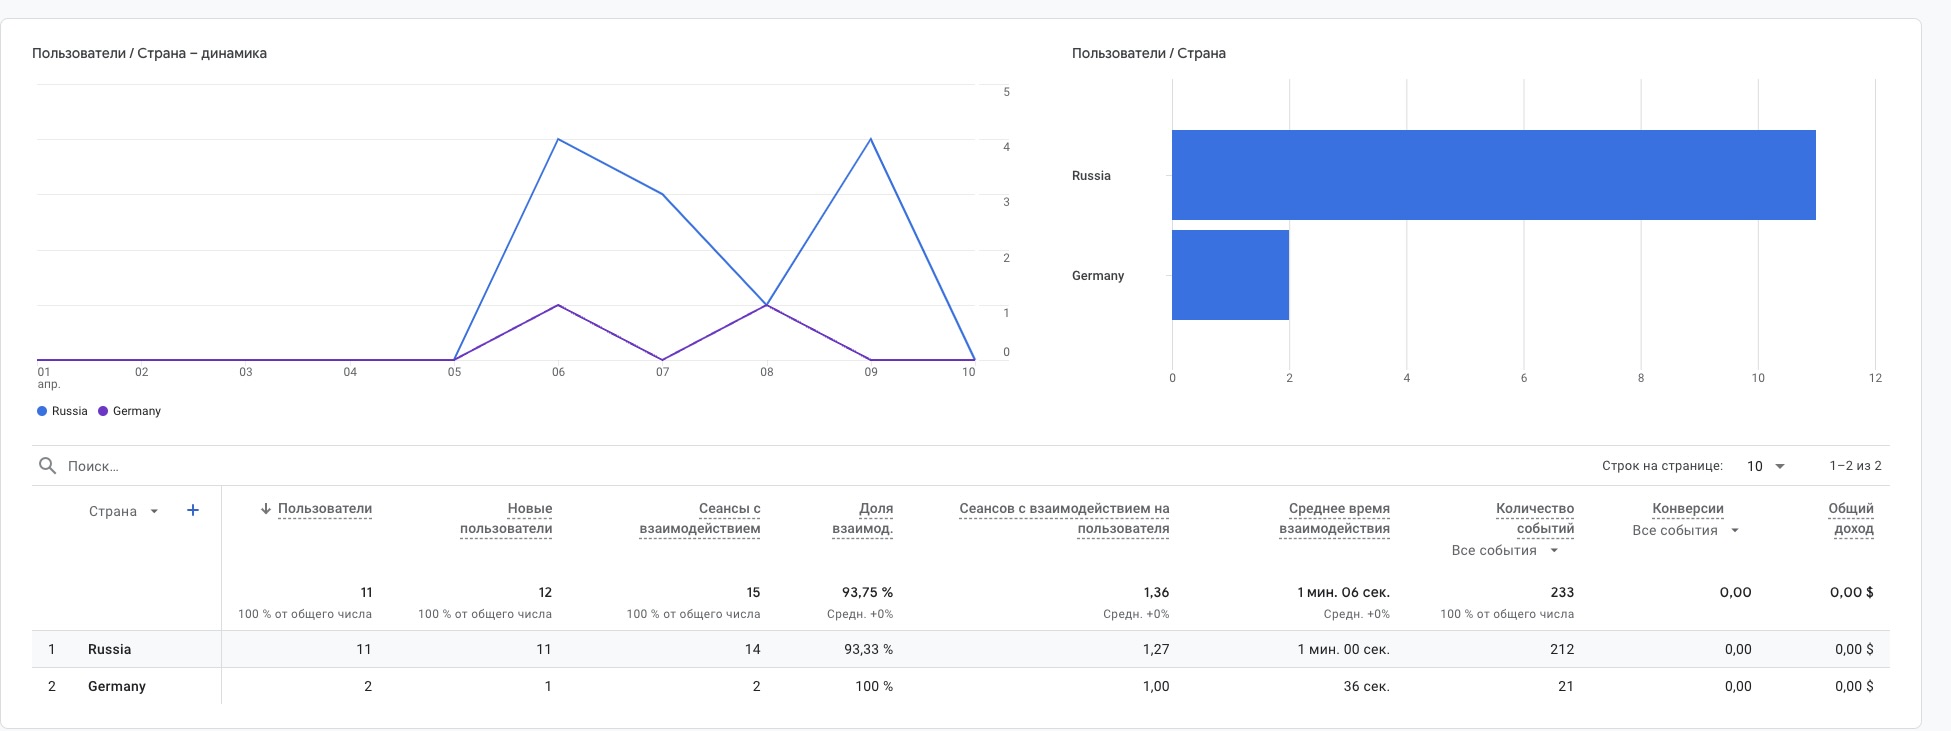 Пользователи / Страна – динамика
5
4
3
2
1
0
01 02 03 04 05 06 07 08 09 10
апр.
Russia Germany
Пользователи / Страна
Russia
Germany
0 2 4 6 8 10 12
Поиск...
Строк на странице: 10 1–2 из 2
Страна + ↓ Пользователи Новые пользователи Сеансы с взаимодействием Доля взаимод. Сеансов с взаимодействием на пользователя Среднее время взаимодействия Количество событий Все события Конверсии Все события Общий доход
11 12 15 93,75 % 1,36 1 мин. 06 сек. 233 0,00 0,00 $
100 % от общего числа 100 % от общего числа 100 % от общего числа Средн. +0% Средн. +0% Средн. +0% 100 % от общего числа
1 Russia 11 11 14 93,33 % 1,27 1 мин. 00 сек. 212 0,00 0,00 $
2 Germany 2 1 2 100 % 1,00 36 сек. 21 0,00 0,00 $